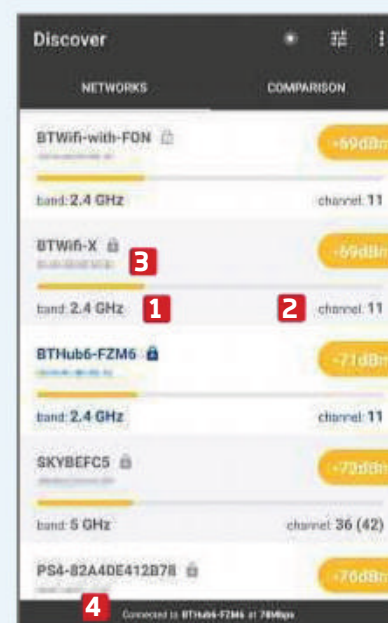 Discover
NETWORKS COMPARISON
BTWifi-with-FON -69dBm
band: 2.4 GHz channel: 11
BTWifi-X -69dBm
3
band: 2.4 GHz 1 2 channel: 11
BTHub6-FZM6 -71dBm
band: 2.4 GHz channel: 11
SKYBEFC5 -72dBm
band: 5 GHz channel: 36 (42)
PS4-82A4DE412B78 -76dBm
4 Connected to BTHub6-FZM6 at 78Mbps